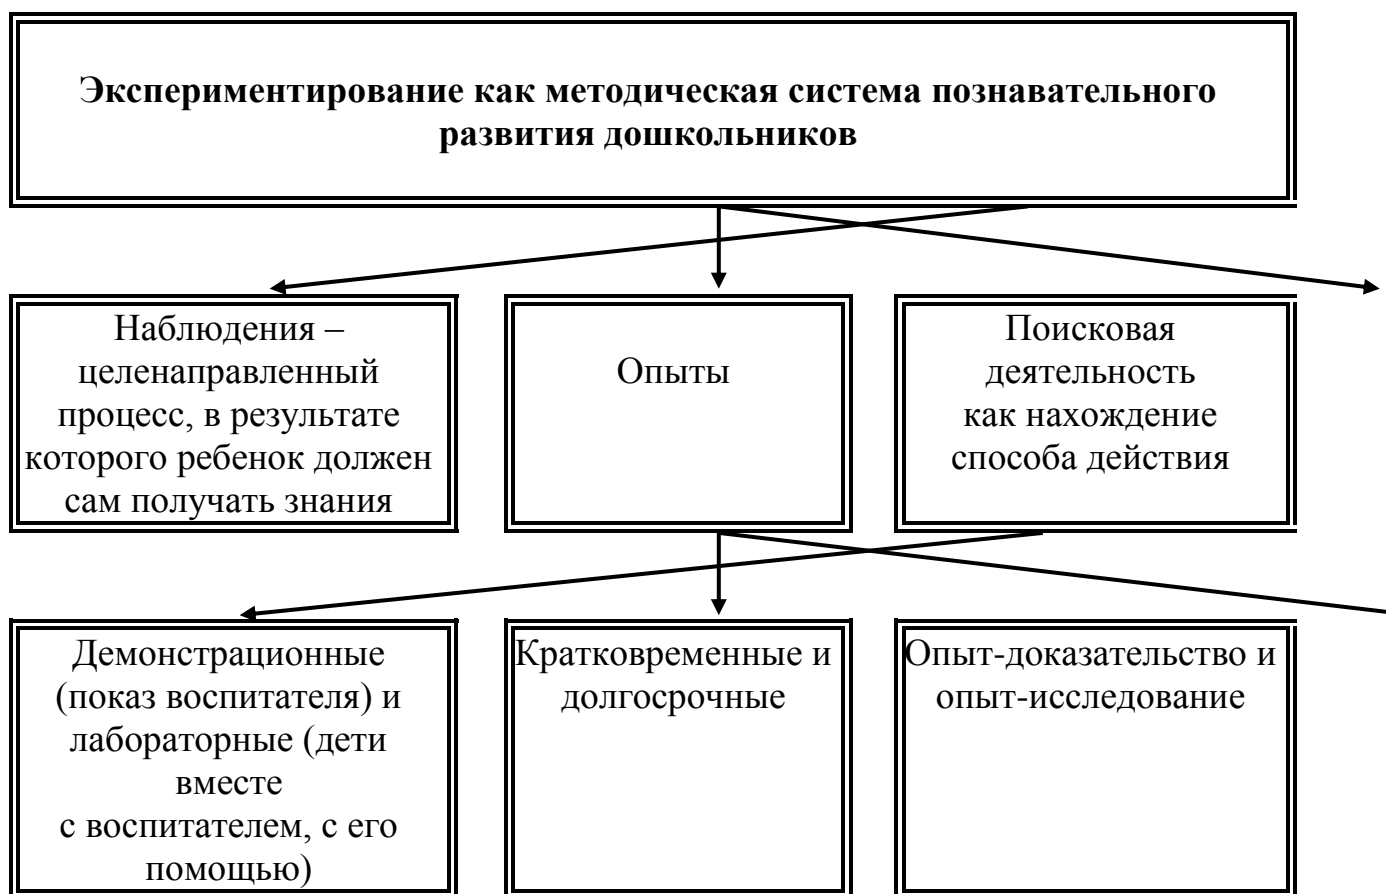 Экспериментирование как методическая система познавательного
развития дошкольников
Наблюдения –
целенаправленный
процесс, в результате
которого ребенок должен
сам получать знания
Опыты
Поисковая
деятельность
как нахождение
способа действия
Демонстрационные
(показ воспитателя) и
лабораторные (дети
вместе
с воспитателем, с его
помощью)
Кратковременные и
долгосрочные
Опыт-доказательство и
опыт-исследование